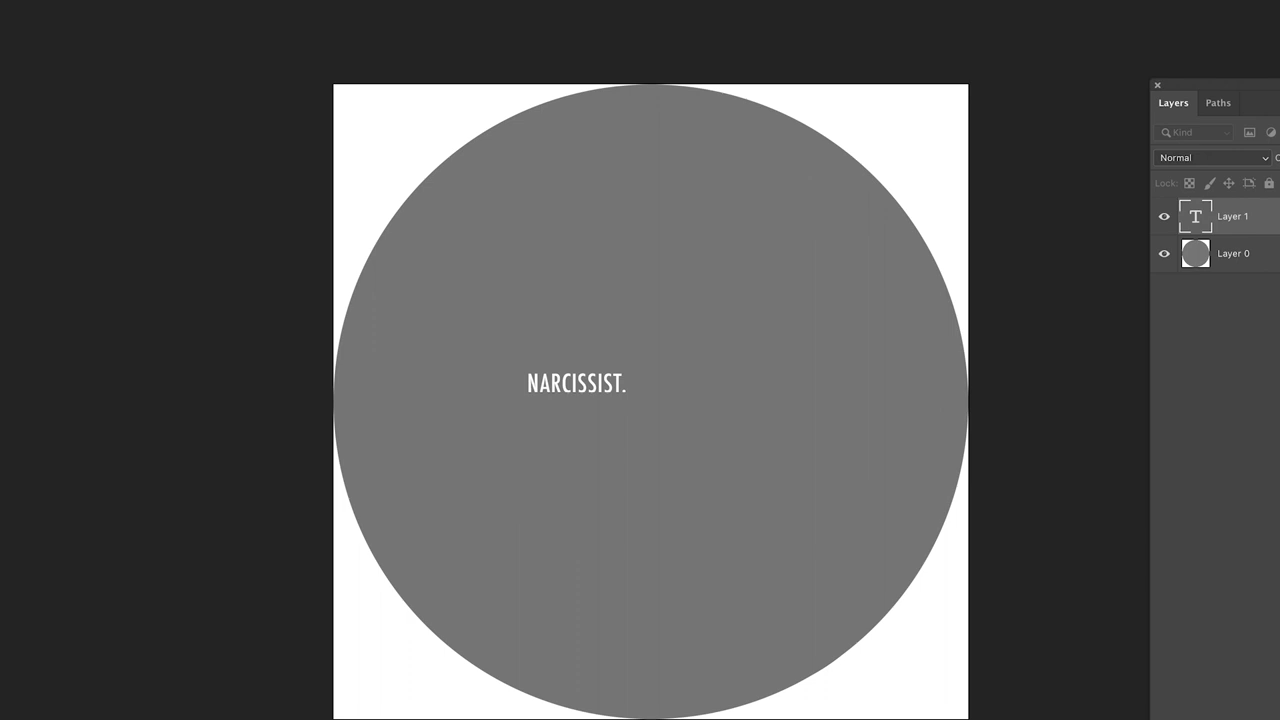 Layers Paths
Kind
Normal
Lock:
T Layer 1
Layer 0
NARCISSIST.